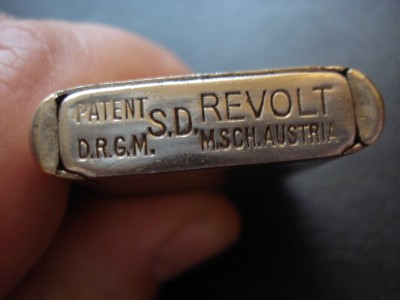 PATENT S.D. REVOLT
D.R.G.M. M.SCH.AUSTRIA